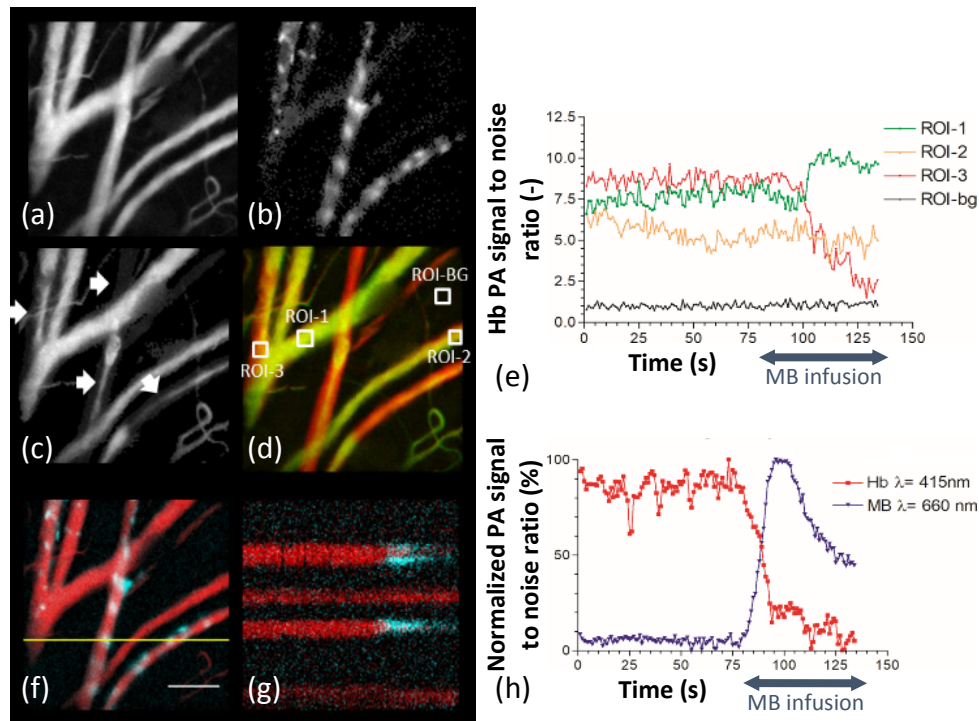 (a)
(b)
(c)
(d)
ROI-BG
ROI-1
ROI-2
ROI-3
(f)
(g)
Hb PA signal to noise
ratio (-)
10.0
7.5
5.0
2.5
0.0
0 25 50 75 100 125 150
Time (s)
MB infusion
ROI-1
ROI-2
ROI-3
ROI-bg
(e)
Normalized PA signal
to noise ratio (%)
100
50
0
0 25 50 75 100 125 150
Time (s)
MB infusion
Hb λ= 415nm
MB λ= 660 nm
(h)